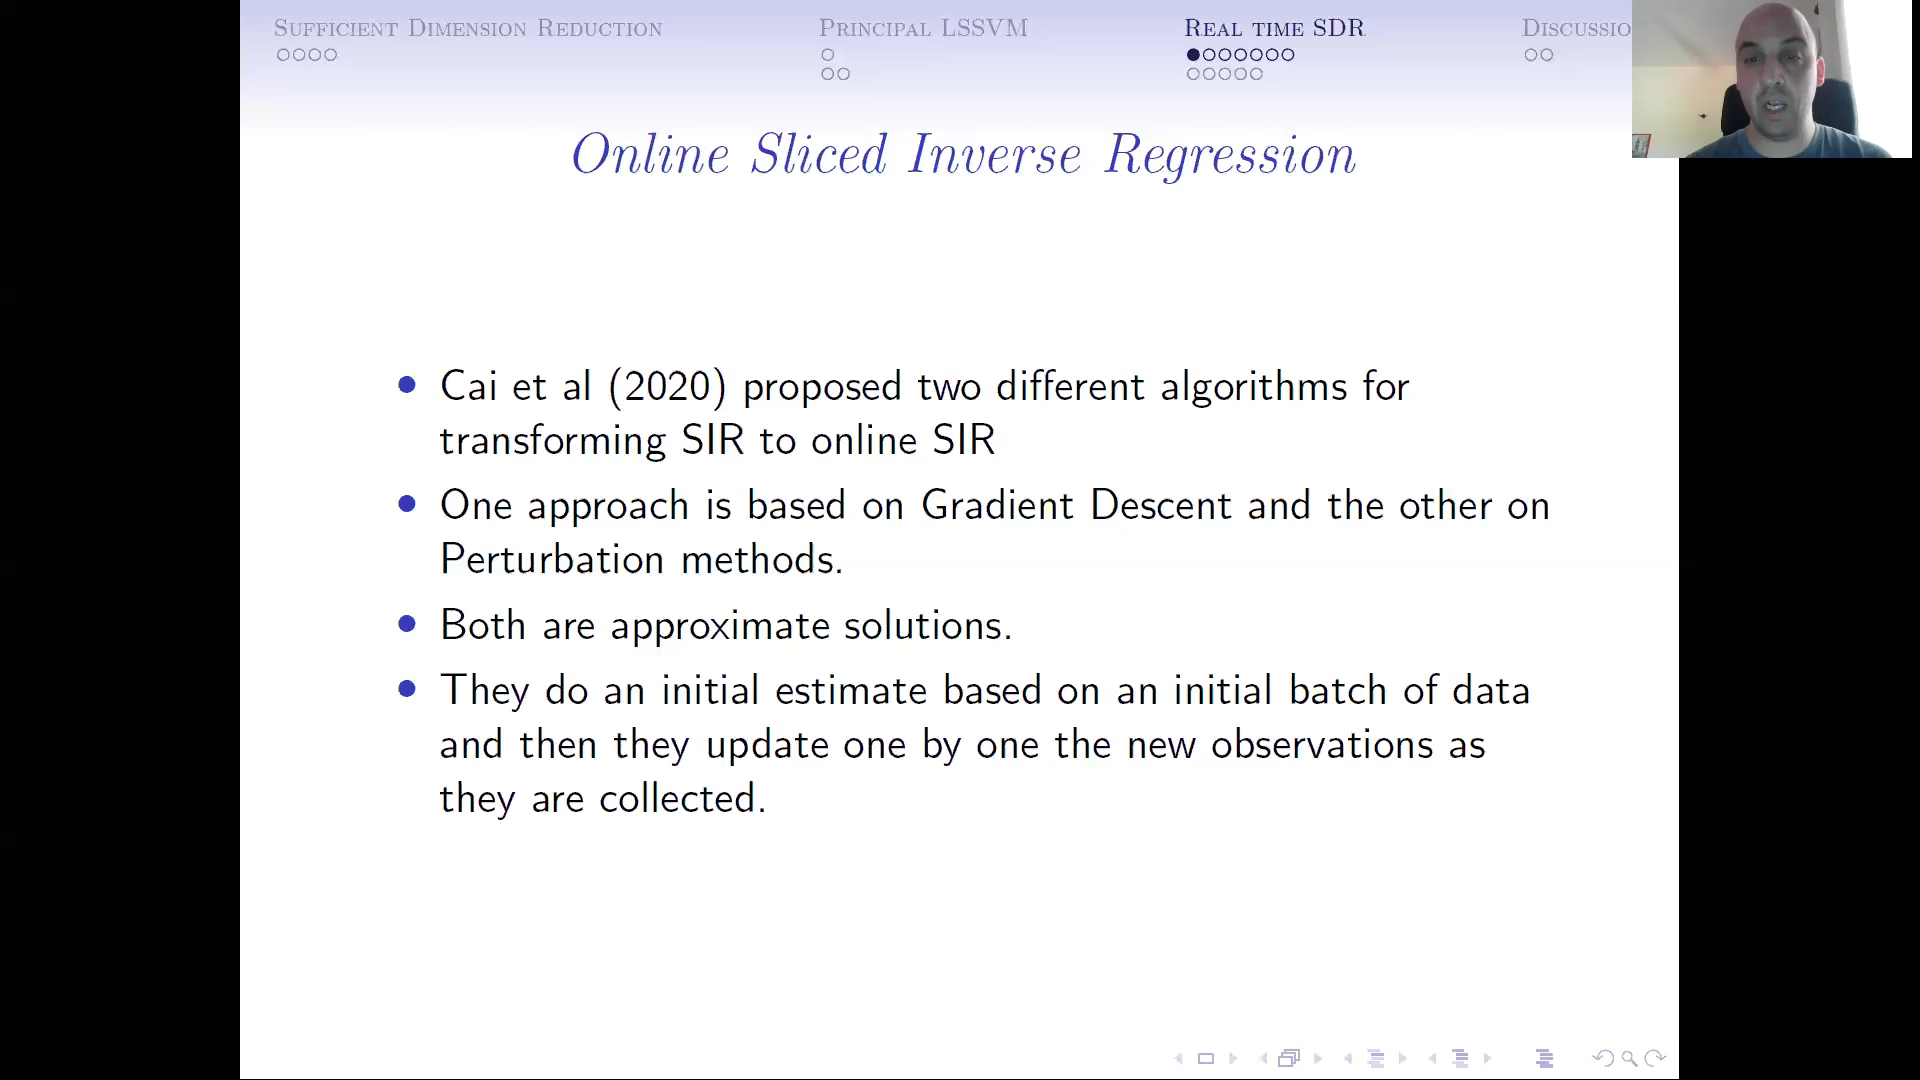 Sufficient Dimension Reduction
Principal LSSVM
Real time SDR
Discussio
Online Sliced Inverse Regression
Cai et al (2020) proposed two different algorithms for
transforming SIR to online SIR
One approach is based on Gradient Descent and the other on
Perturbation methods.
Both are approximate solutions.
They do an initial estimate based on an initial batch of data
and then they update one by one the new observations as
they are collected.